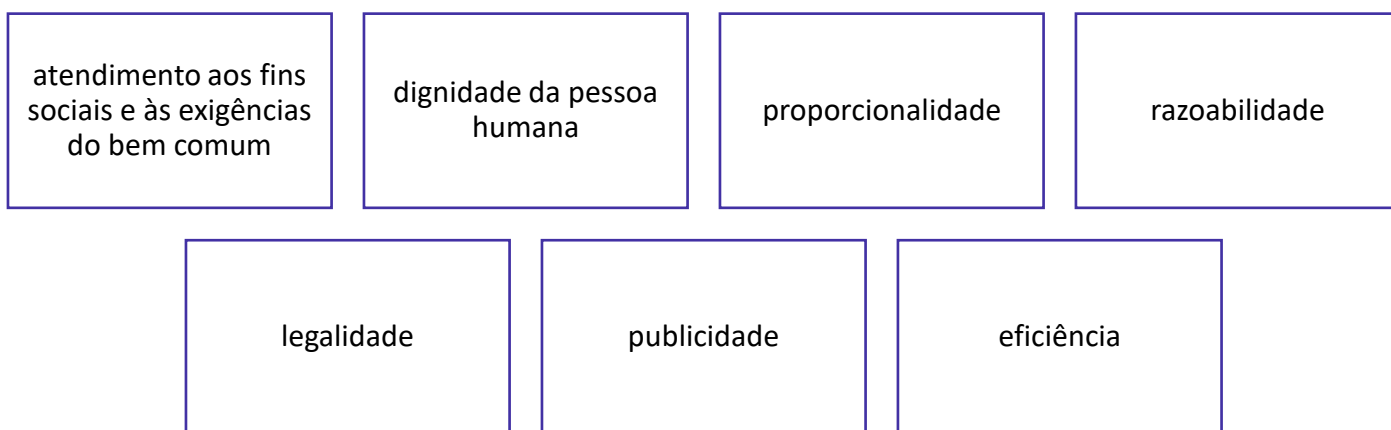 atendimento aos fins
sociais e às exigências
do bem comum
dignidade da pessoa
humana
proporcionalidade
razoabilidade
legalidade
publicidade
eficiência